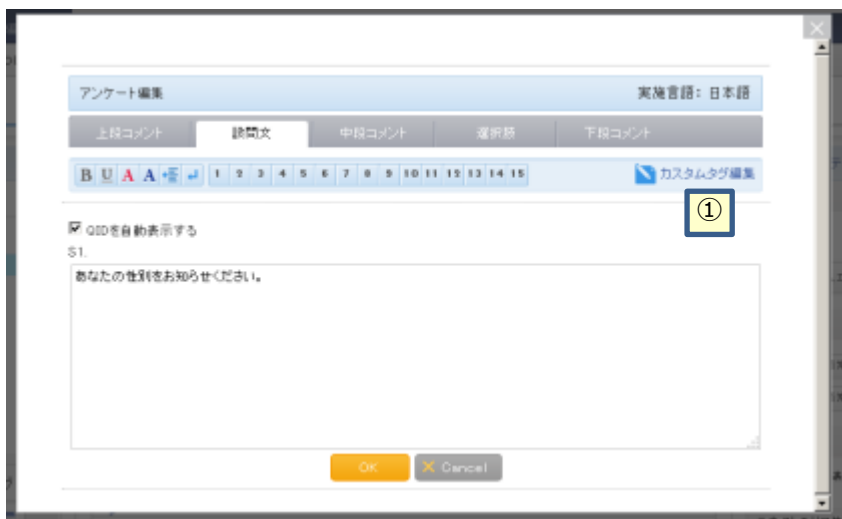 アンケート編集 実施言語: 日本語
上段コメント 設問文 中段コメント 選択肢 下段コメント
B U A A 1 2 3 4 5 6 7 8 9 10 11 12 13 14 15 カスタムタグ編集
①
QIDを自動表示する
S1.
あなたの性別をお知らせください。
OK Cancel